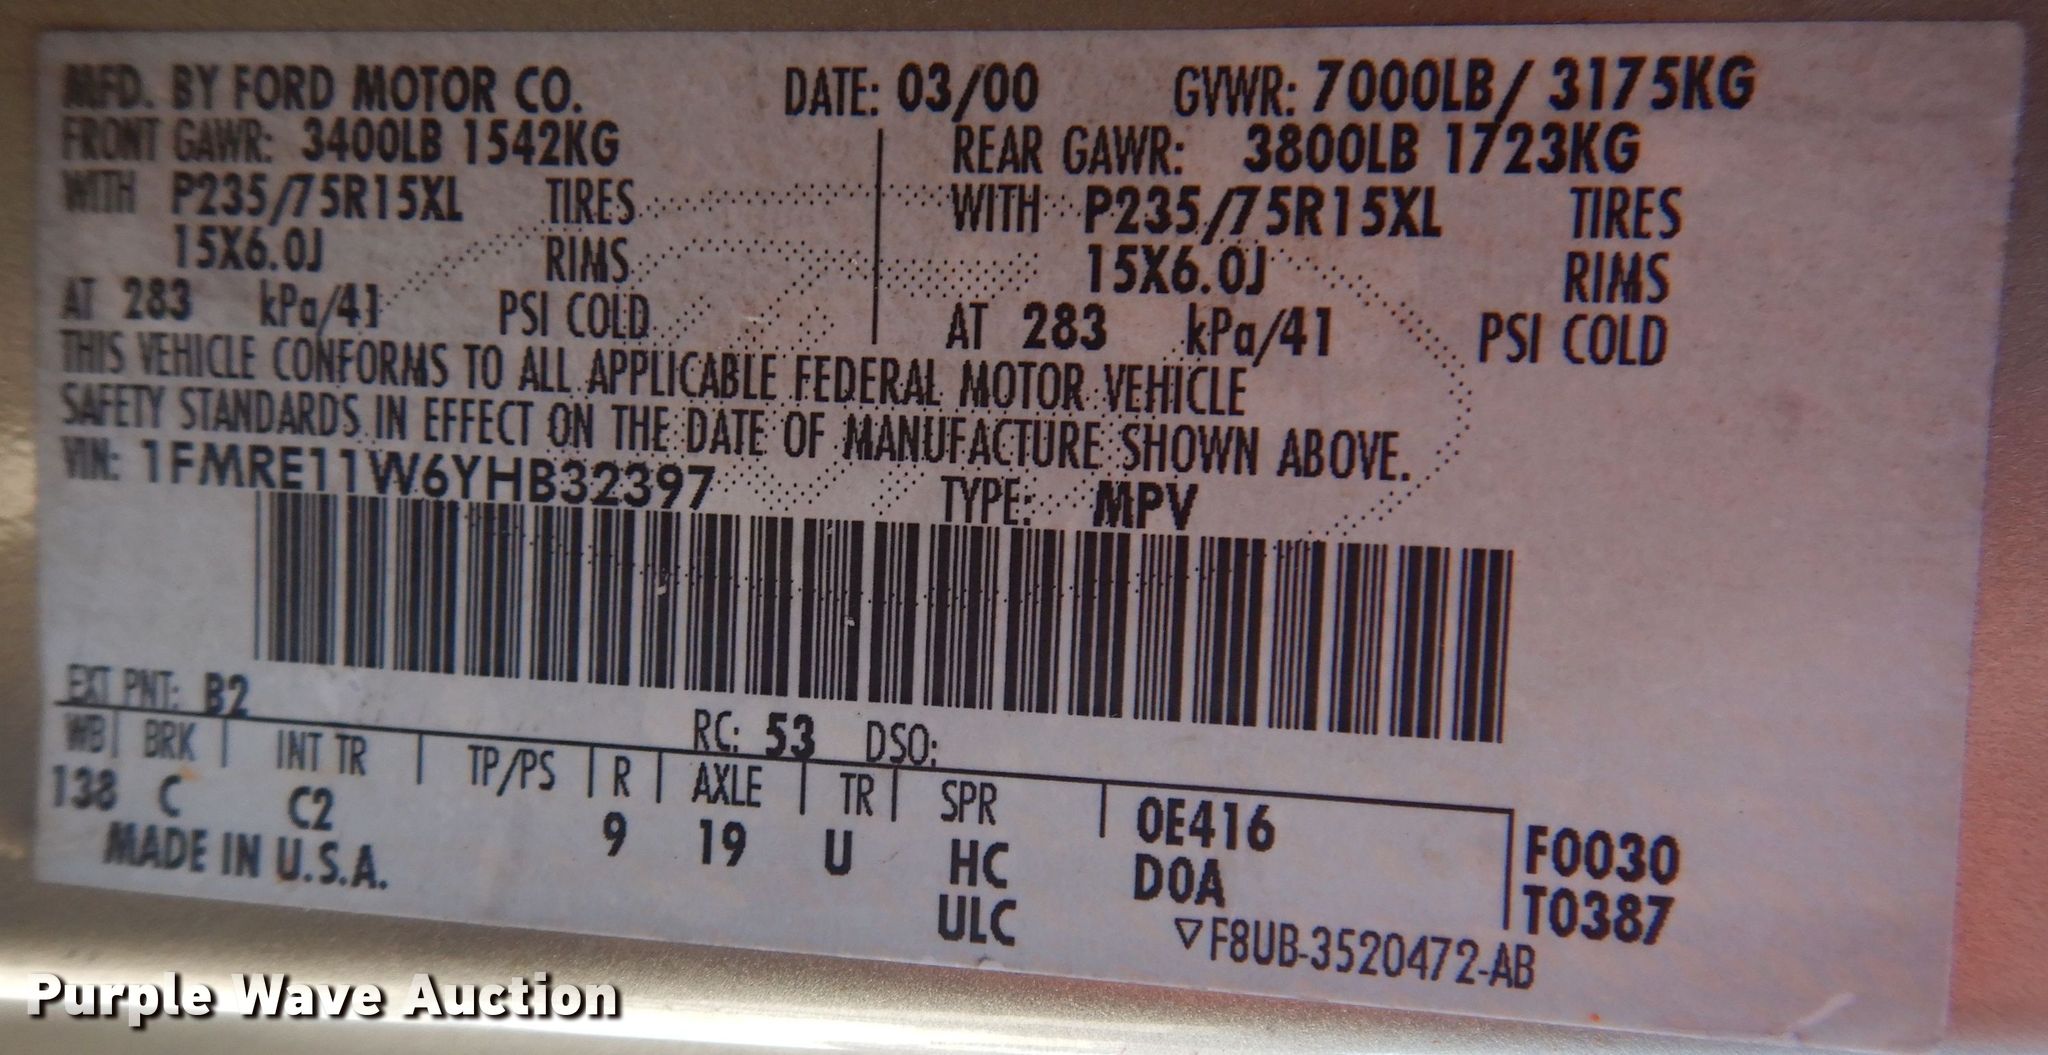 MFD. BY FORD MOTOR CO. DATE: 03/00 GVWR: 7000LB/ 3175KG
FRONT GAWR: 3400LB 1542KG REAR GAWR: 3800LB 1723KG
WITH P235/75R15XL TIRES WITH P235/75R15XL TIRES
15X6.0J RIMS 15X6.0J RIMS
AT 283 kPa/41 PSI COLD AT 283 kPa/41 PSI COLD
THIS VEHICLE CONFORMS TO ALL APPLICABLE FEDERAL MOTOR VEHICLE
SAFETY STANDARDS IN EFFECT ON THE DATE OF MANUFACTURE SHOWN ABOVE.
VIN: 1FMRE11W6YHB32397 TYPE: MPV
EXT PNT: B2 RC: 53 DSO:
WB BRK INT TR TP/PS R AXLE TR SPR
138 C C2 9 19 U HC 0E416 F0030
MADE IN U.S.A. ULC D0A T0387
▽F8UB-3520472-AB
Purple Wave Auction